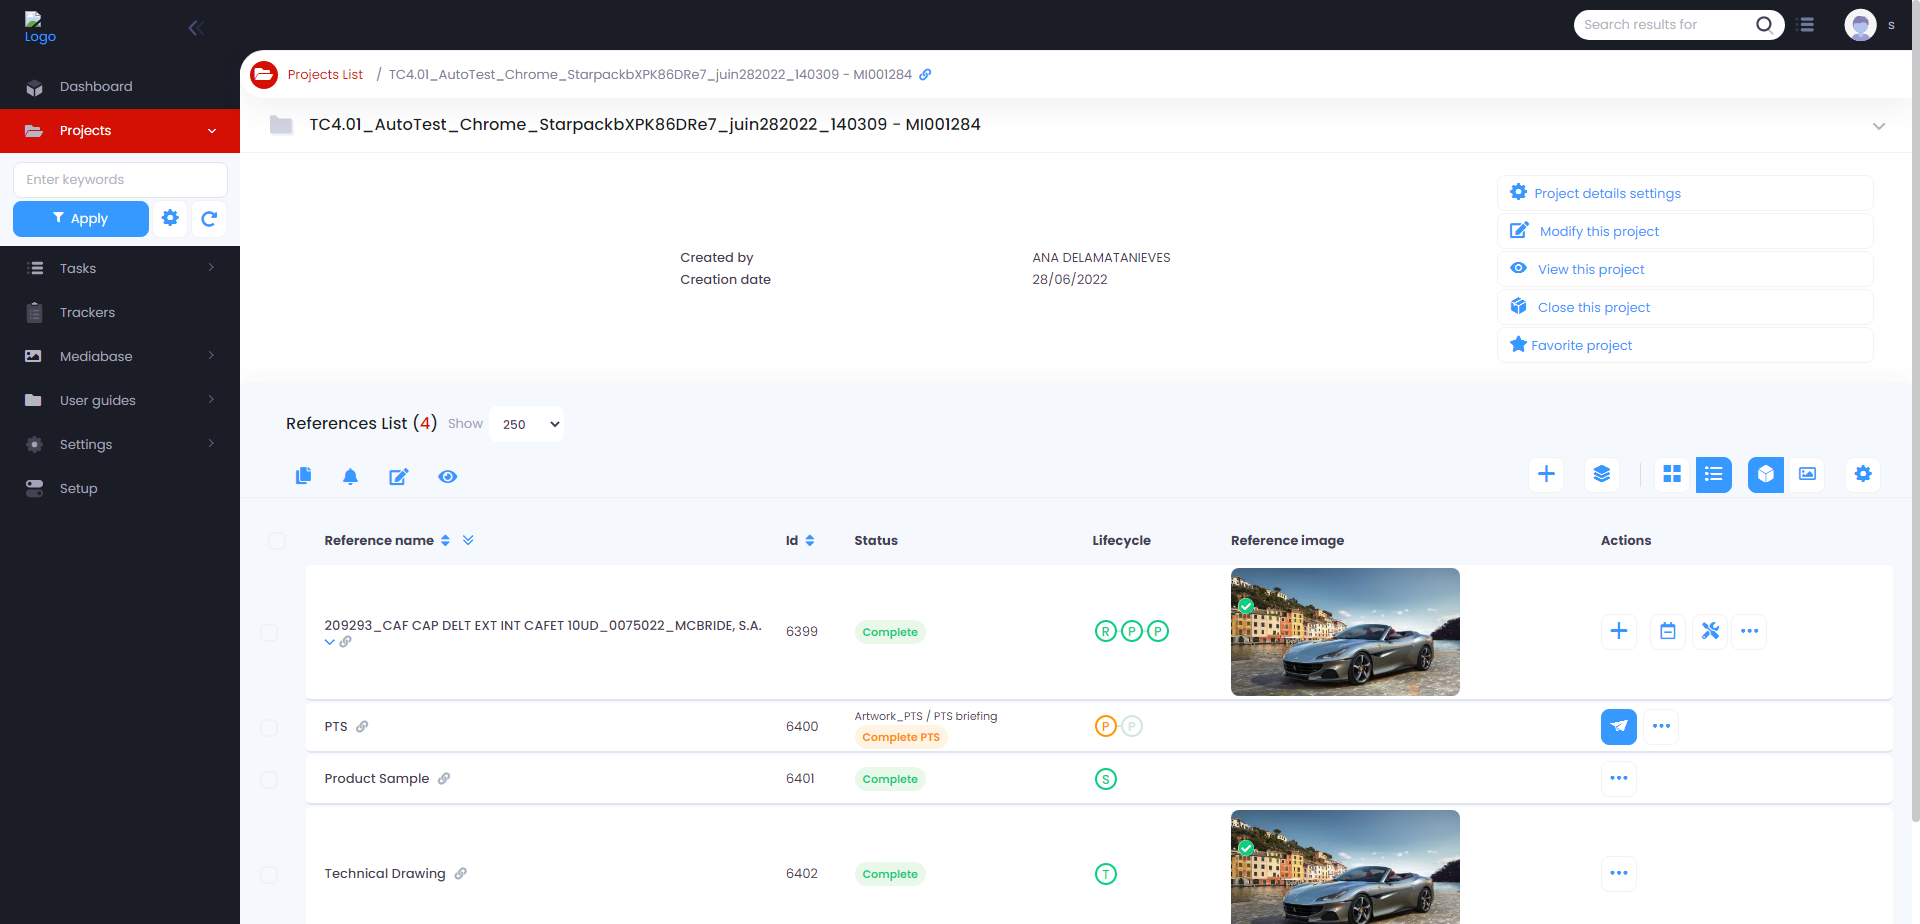 Logo
Search results for
s
Dashboard
Projects
Enter keywords
Apply
Tasks
Trackers
Mediabase
User guides
Settings
Setup
Projects List / TC4.01_AutoTest_Chrome_StarpackbXPK86DRe7_juin282022_140309 - MI001284
TC4.01_AutoTest_Chrome_StarpackbXPK86DRe7_juin282022_140309 - MI001284
Created by ANA DELAMATANIEVES
Creation date 28/06/2022
Project details settings
Modify this project
View this project
Close this project
Favorite project
References List (4) Show 250
Reference name Id Status Lifecycle Reference image Actions
209293_CAF CAP DELT EXT INT CAFET 10UD_0075022_MCBRIDE, S.A. 6399 Complete R P P
PTS 6400 Artwork_PTS / PTS briefing P P
Complete PTS
Product Sample 6401 Complete S
Technical Drawing 6402 Complete T